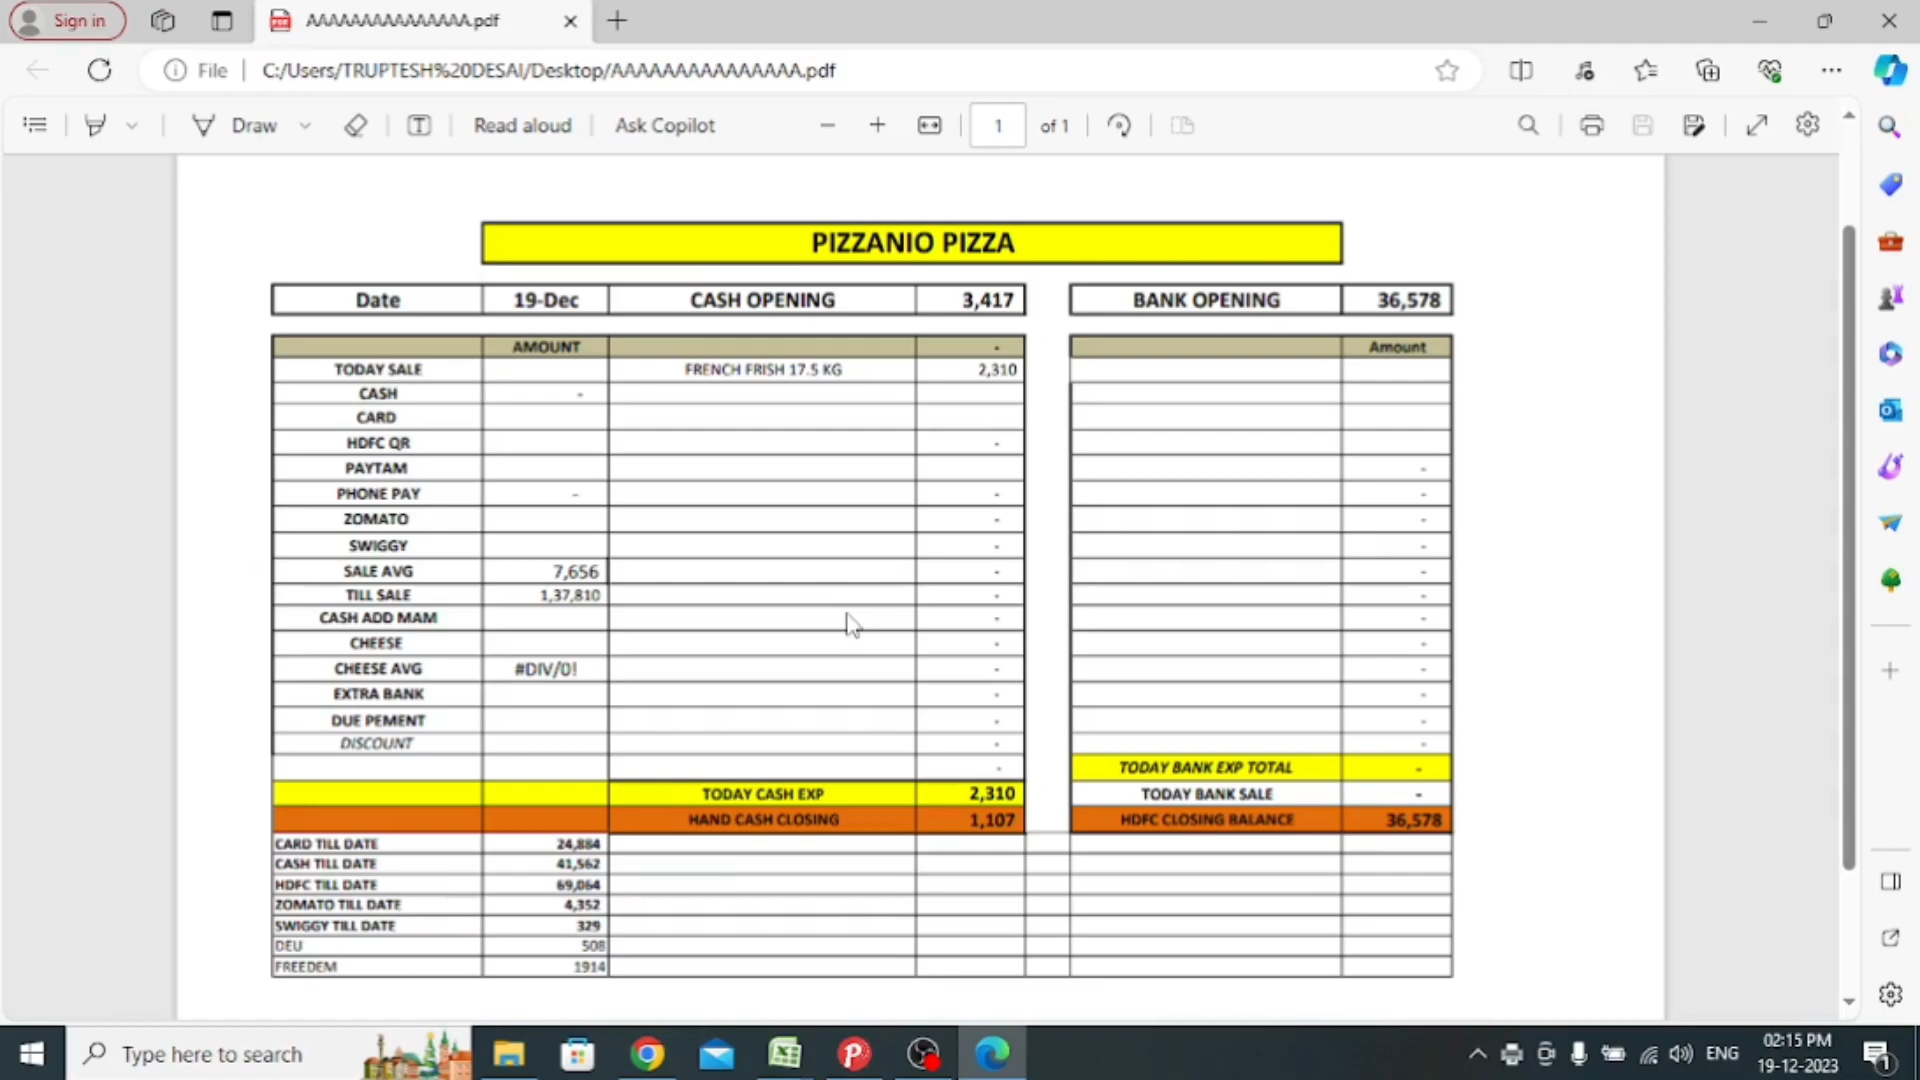 Sign in
AAAAAAAAAAAAAAA.pdf
File
C:/Users/TRUPTESH%20DESAI/Desktop/AAAAAAAAAAAAAAA.pdf
Draw
Read aloud
Ask Copilot
1
of 1
PIZZANIO PIZZA
Date 19-Dec CASH OPENING 3,417 BANK OPENING 36,578
AMOUNT - Amount
TODAY SALE FRENCH FRISH 17.5 KG 2,310
CASH -
CARD
HDFC QR -
PAYTAM -
PHONE PAY - - -
ZOMATO - -
SWIGGY - -
SALE AVG 7,656 - -
TILL SALE 1,37,810 - -
CASH ADD MAM - -
CHEESE - -
CHEESE AVG #DIV/0! - -
EXTRA BANK - -
DUE PEMENT - -
DISCOUNT - -
- TODAY BANK EXP TOTAL -
TODAY CASH EXP 2,310 TODAY BANK SALE -
HAND CASH CLOSING 1,107 HDFC CLOSING BALANCE 36,578
CARD TILL DATE 24,884
CASH TILL DATE 41,562
HDFC TILL DATE 69,064
ZOMATO TILL DATE 4,352
SWIGGY TILL DATE 329
DEU 508
FREEDEM 1914
Type here to search
ENG
02:15 PM
19-12-2023
1